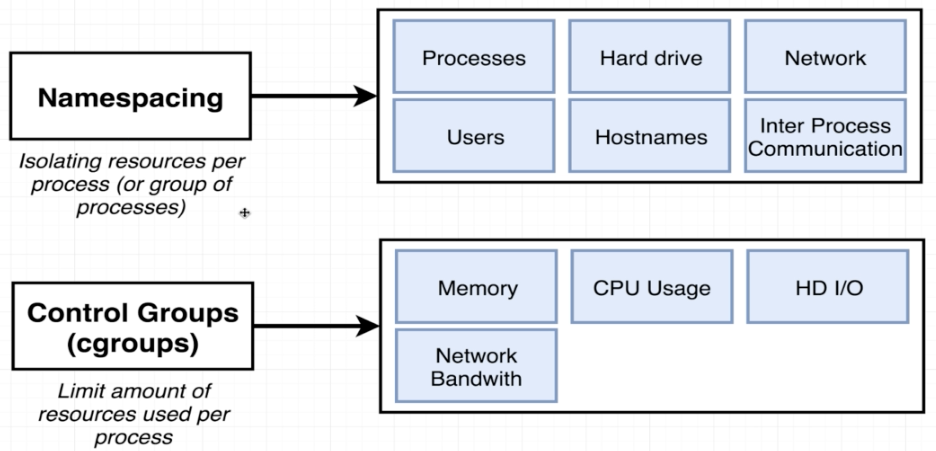 Namespacing
Isolating resources per
process (or group of
processes)
Processes
Hard drive
Network
Users
Hostnames
Inter Process
Communication
Control Groups
(cgroups)
Limit amount of
resources used per
process
Memory
CPU Usage
HD I/O
Network
Bandwith